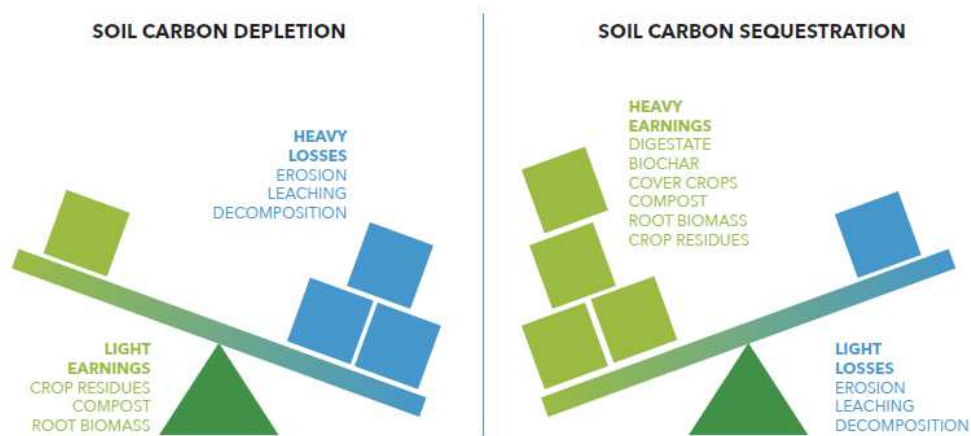 SOIL CARBON DEPLETION
HEAVY
LOSSES
EROSION
LEACHING
DECOMPOSITION
LIGHT
EARNINGS
CROP RESIDUES
COMPOST
ROOT BIOMASS
SOIL CARBON SEQUESTRATION
HEAVY
EARNINGS
DIGESTATE
BIOCHAR
COVER CROPS
COMPOST
ROOT BIOMASS
CROP RESIDUES
LIGHT
LOSSES
EROSION
LEACHING
DECOMPOSITION